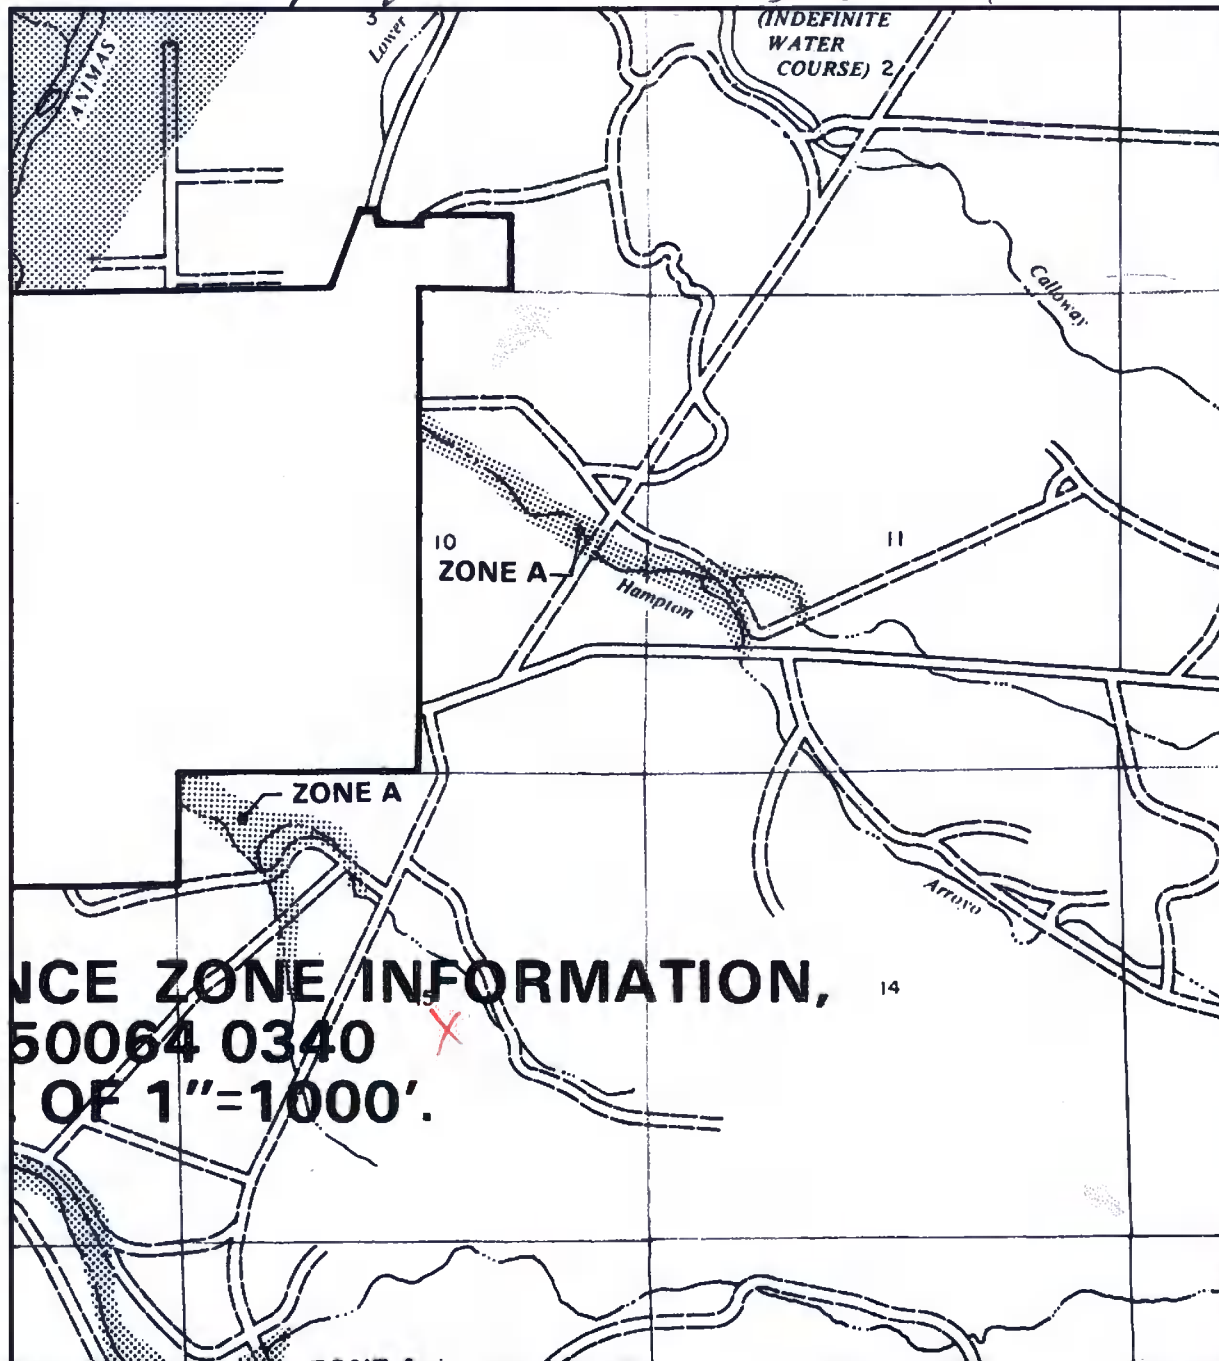 3
Lower
(INDEFINITE
WATER
COURSE) 2
ANIMAS
Calloway
10
11
ZONE A
Hampton
ZONE A
Arroyo
NCE ZONE INFORMATION,
14
15
X
50064 0340
OF 1"=1000'.